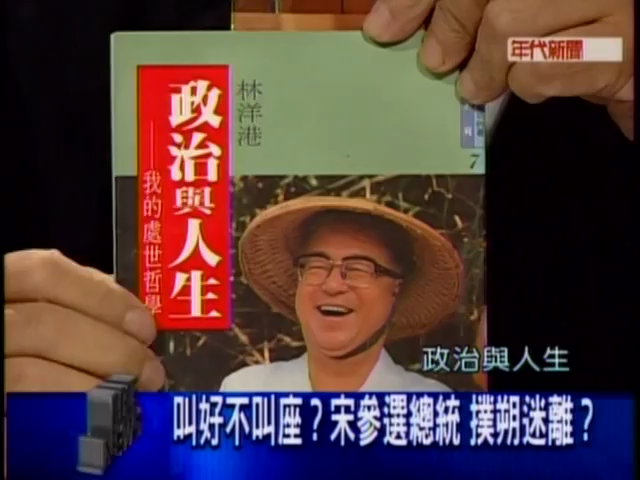 年代新聞
林洋港
政治與人生
——我的處世哲學
7
政治與人生
叫好不叫座？宋參選總統 撲朔迷離？